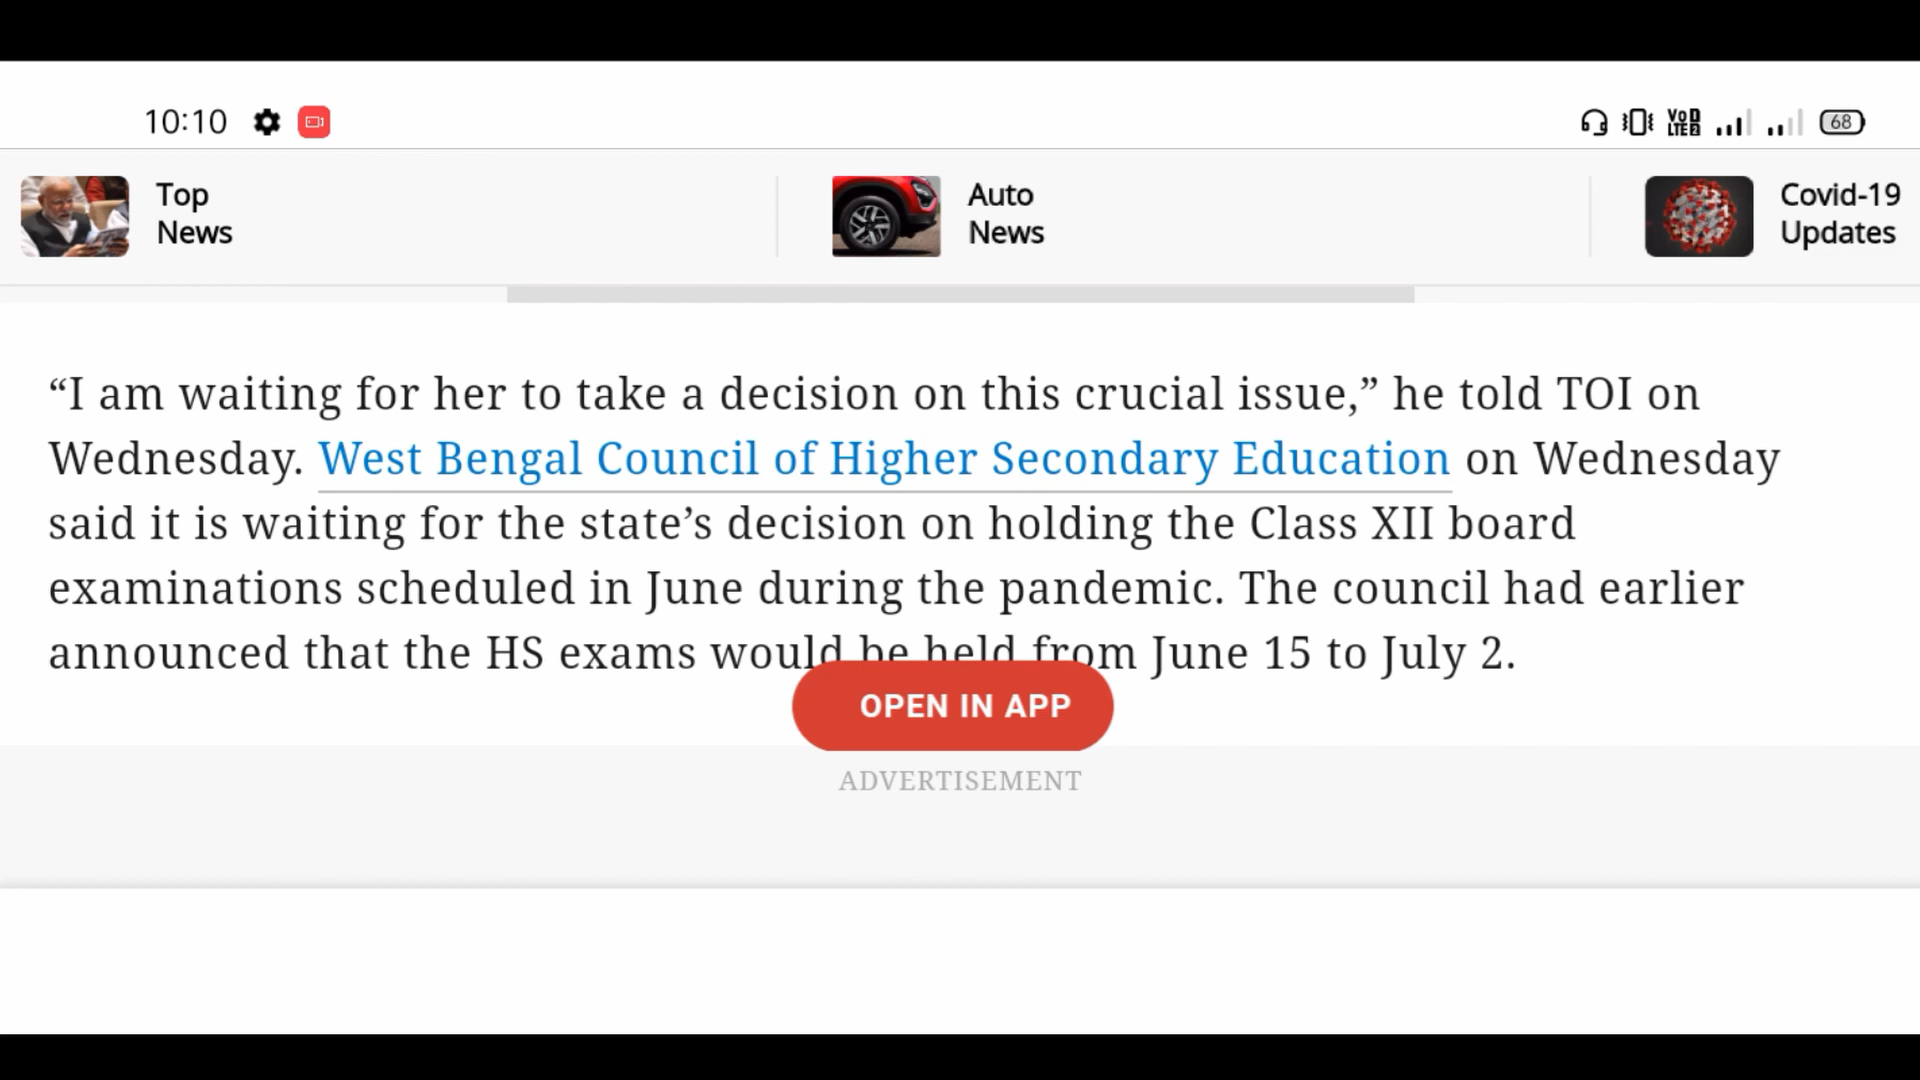 10:10
VoD LTE2
68
Top
News
Auto
News
Covid-19
Updates
“I am waiting for her to take a decision on this crucial issue,” he told TOI on
Wednesday. West Bengal Council of Higher Secondary Education on Wednesday
said it is waiting for the state’s decision on holding the Class XII board
examinations scheduled in June during the pandemic. The council had earlier
announced that the HS exams would be held from June 15 to July 2.
OPEN IN APP
ADVERTISEMENT